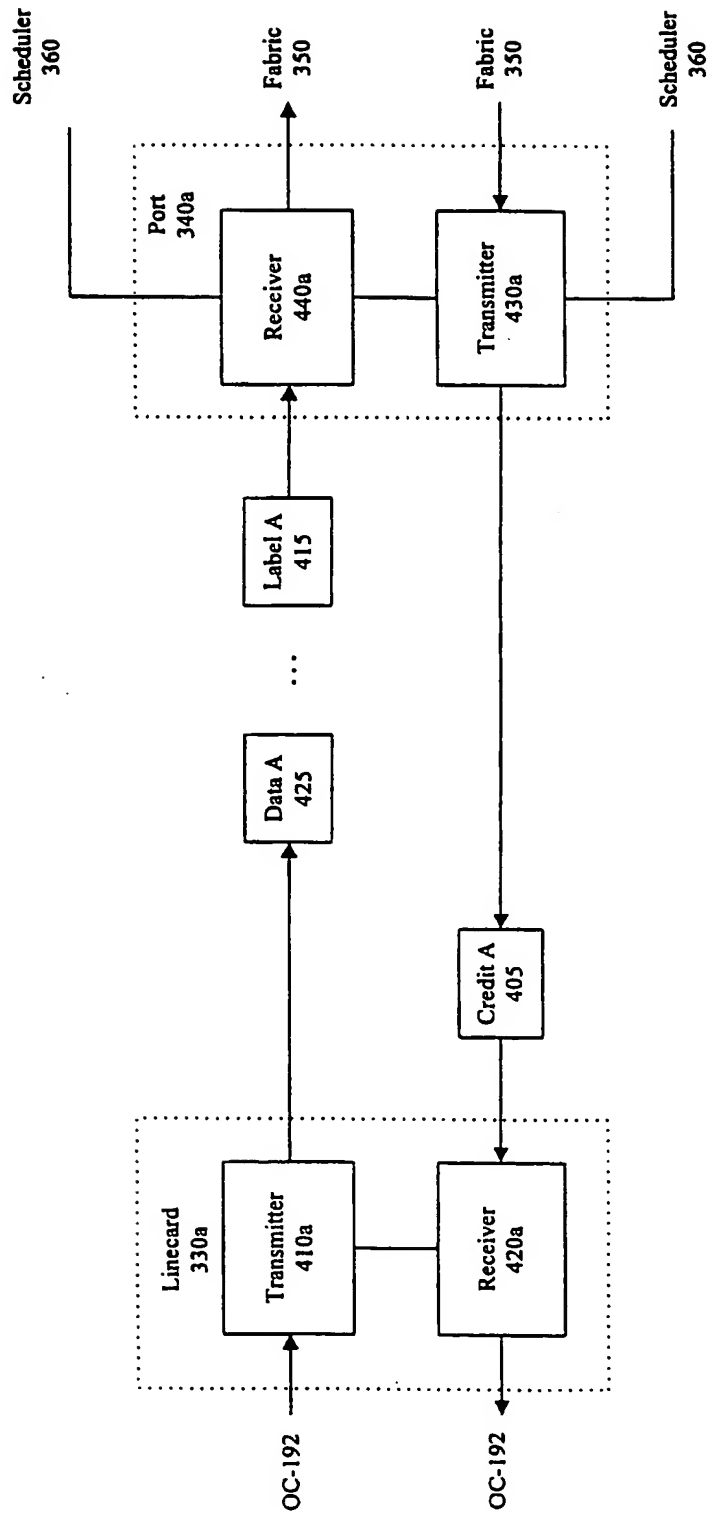 Scheduler
360
Port
340a
Fabric
350
Receiver
440a
Fabric
350
Transmitter
430a
Scheduler
360
Label A
415
...
Data A
425
Credit A
405
Linecard
330a
Transmitter
410a
Receiver
420a
OC-192
OC-192